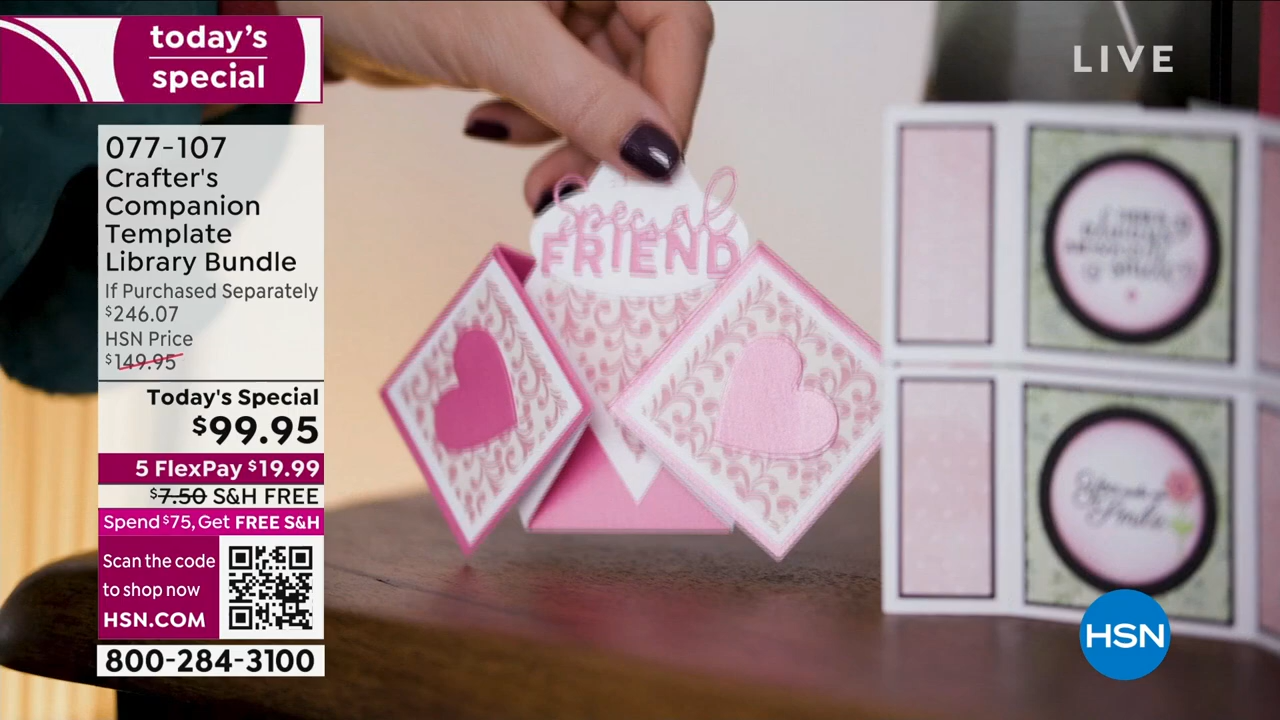 today's
special
LIVE
077-107
Crafter's
Companion
Template
Library Bundle
If Purchased Separately
$246.07
HSN Price
$149.95
Today's Special
$99.95
5 FlexPay $19.99
$7.50 S&H FREE
Spend $75, Get FREE S&H
Scan the code
to shop now
HSN.COM
800-284-3100
special
FRIEND
HSN